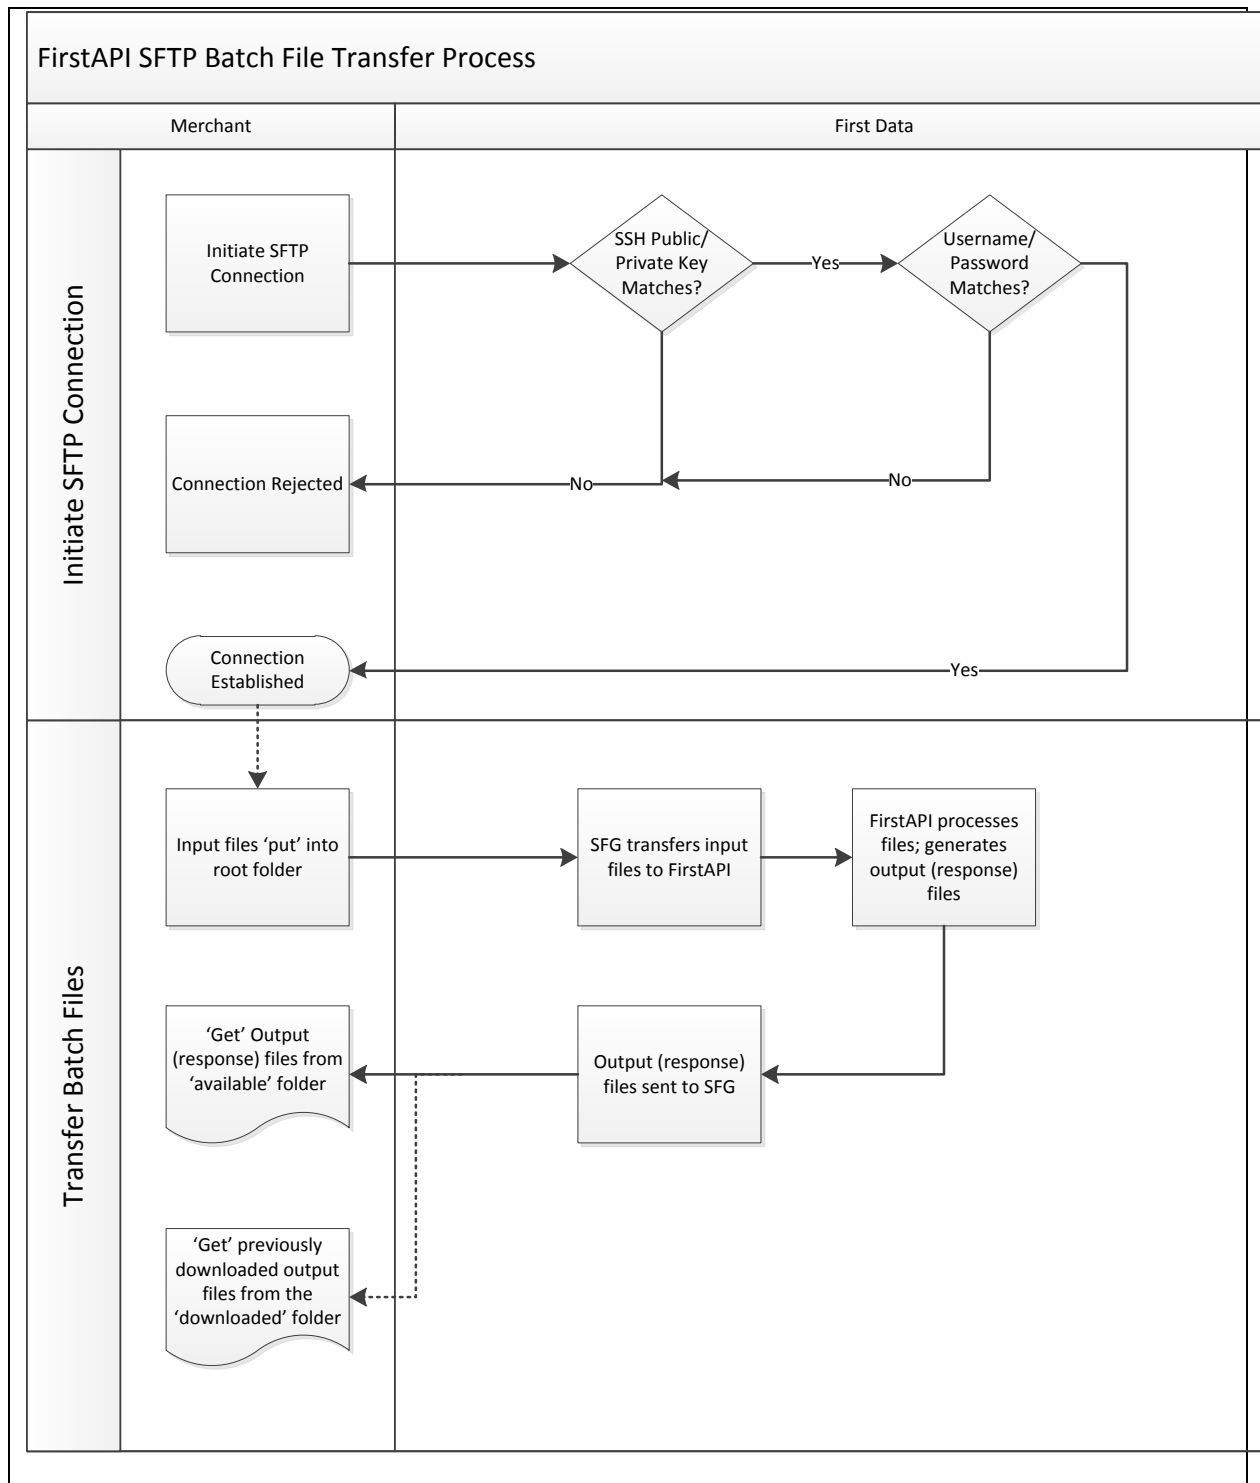 FirstAPI SFTP Batch File Transfer Process
Merchant
First Data
Initiate SFTP Connection
Initiate SFTP
Connection
SSH Public/
Private Key
Matches?
Yes
Username/
Password
Matches?
Connection Rejected
No
No
Connection
Established
Yes
Transfer Batch Files
Input files ‘put’ into
root folder
SFG transfers input
files to FirstAPI
FirstAPI processes
files; generates
output (response)
files
‘Get’ Output
(response) files from
‘available’ folder
Output (response)
files sent to SFG
‘Get’ previously
downloaded output
files from the
‘downloaded’ folder